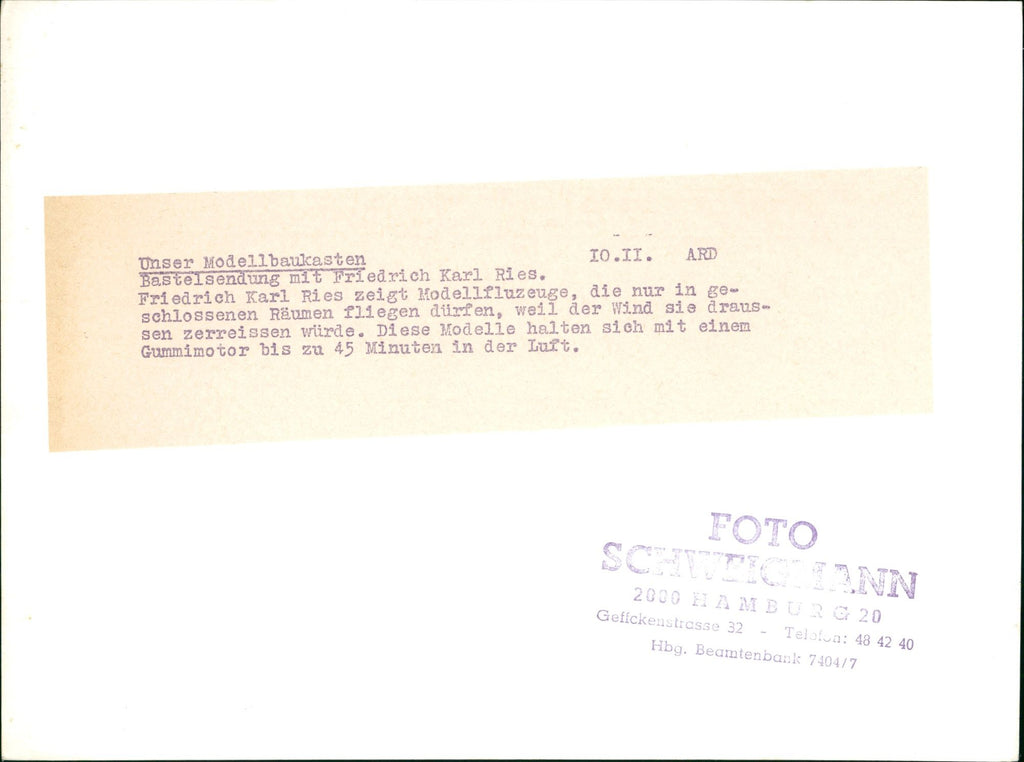 Unser Modellbaukasten 10.II. ARD
Bastelsendung mit Friedrich Karl Ries.
Friedrich Karl Ries zeigt Modellfluzeuge, die nur in ge-
schlossenen Räumen fliegen dürfen, weil der Wind sie draus-
sen zerreissen würde. Diese Modelle halten sich mit einem
Gummimotor bis zu 45 Minuten in der Luft.
FOTO
SCHWEIGMANN
2000 HAMBURG 20
Geffckenstrasse 32 - Telefon: 48 42 40
Hbg. Beamtenbank 7404/7